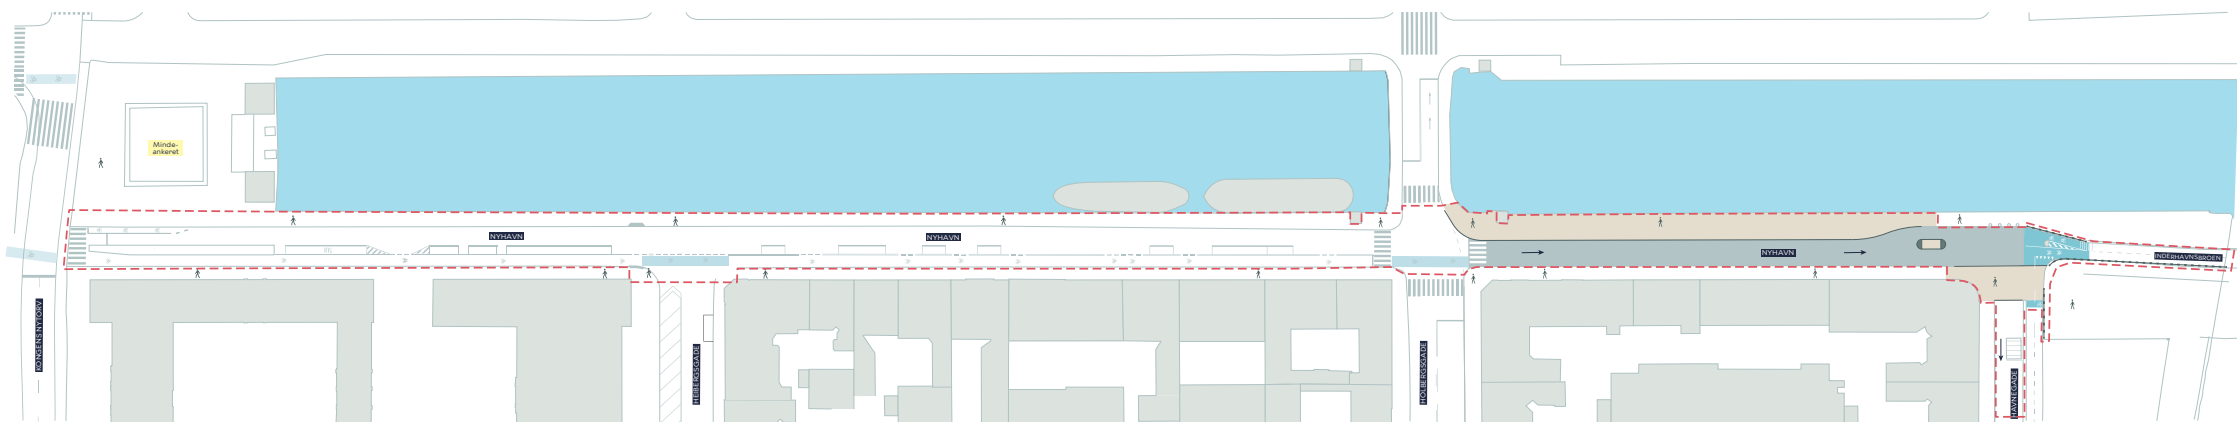 Minde-
ankeret
NYHAVN
NYHAVN
NYHAVN
INDERHAVNSBROEN
KONGENS NYTORV
HEIBERGSGADE
HOLBERGSGADE
HAVNEGADE